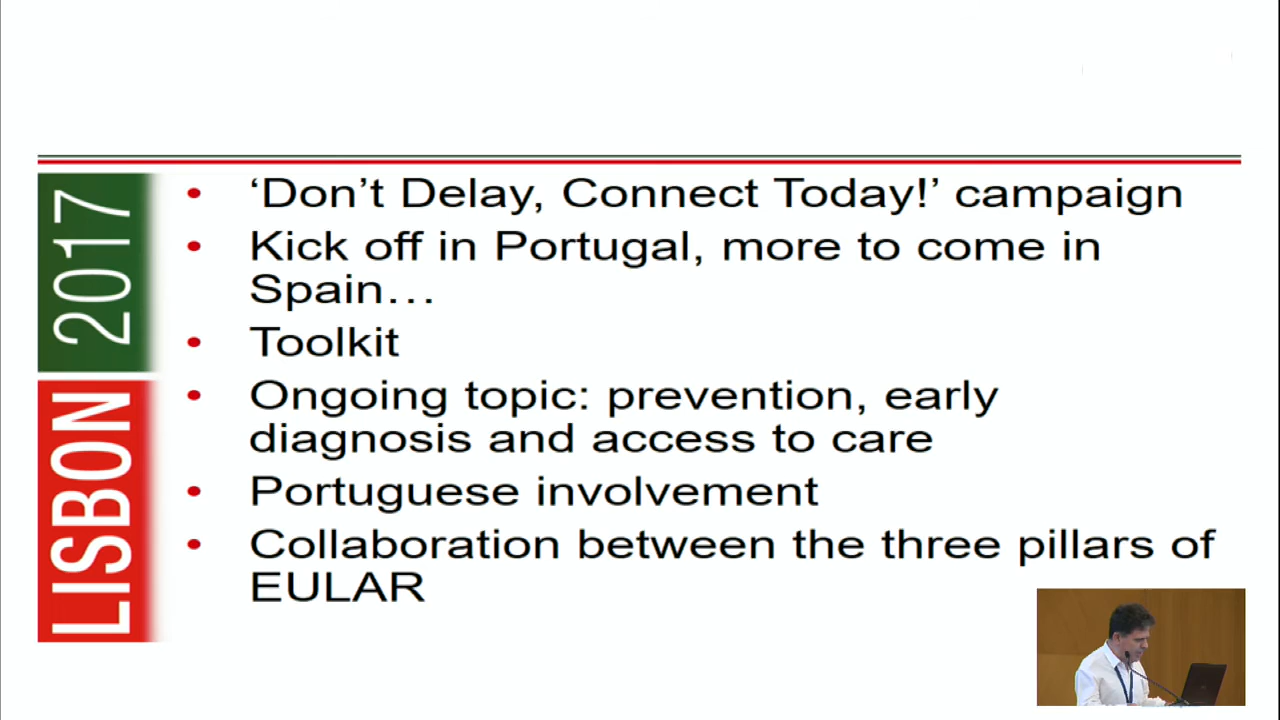 LISBON 2017
• ‘Don’t Delay, Connect Today!’ campaign
• Kick off in Portugal, more to come in
Spain…
• Toolkit
• Ongoing topic: prevention, early
diagnosis and access to care
• Portuguese involvement
• Collaboration between the three pillars of
EULAR